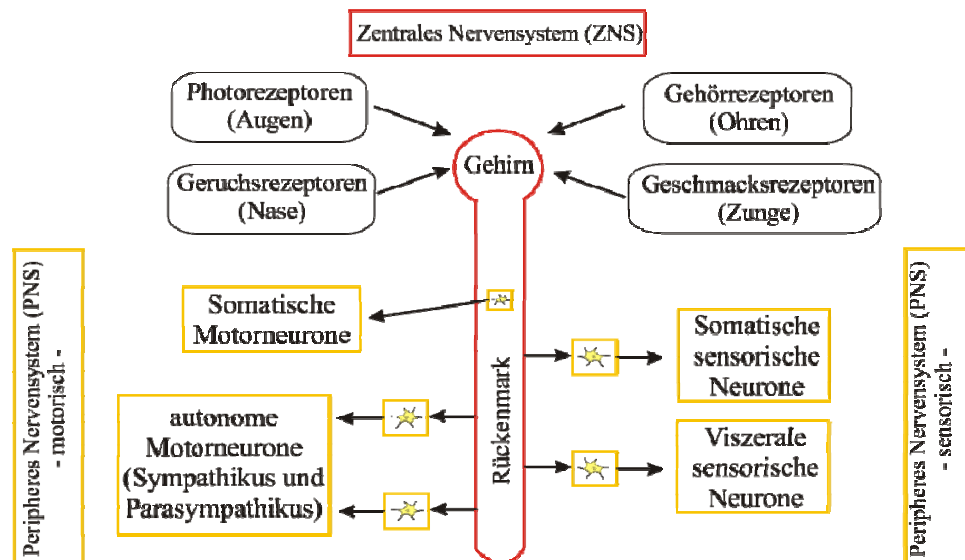 Zentrales Nervensystem (ZNS)
Photorezeptoren
(Augen)
Gehörrezeptoren
(Ohren)
Gehirn
Geruchsrezeptoren
(Nase)
Geschmacksrezeptoren
(Zunge)
Peripheres Nervensystem (PNS)
- motorisch -
Somatische
Motorneurone
autonome
Motorneurone
(Sympathikus und
Parasympathikus)
Rückenmark
Somatische
sensorische
Neurone
Viszerale
sensorische
Neurone
Peripheres Nervensystem (PNS)
- sensorisch -